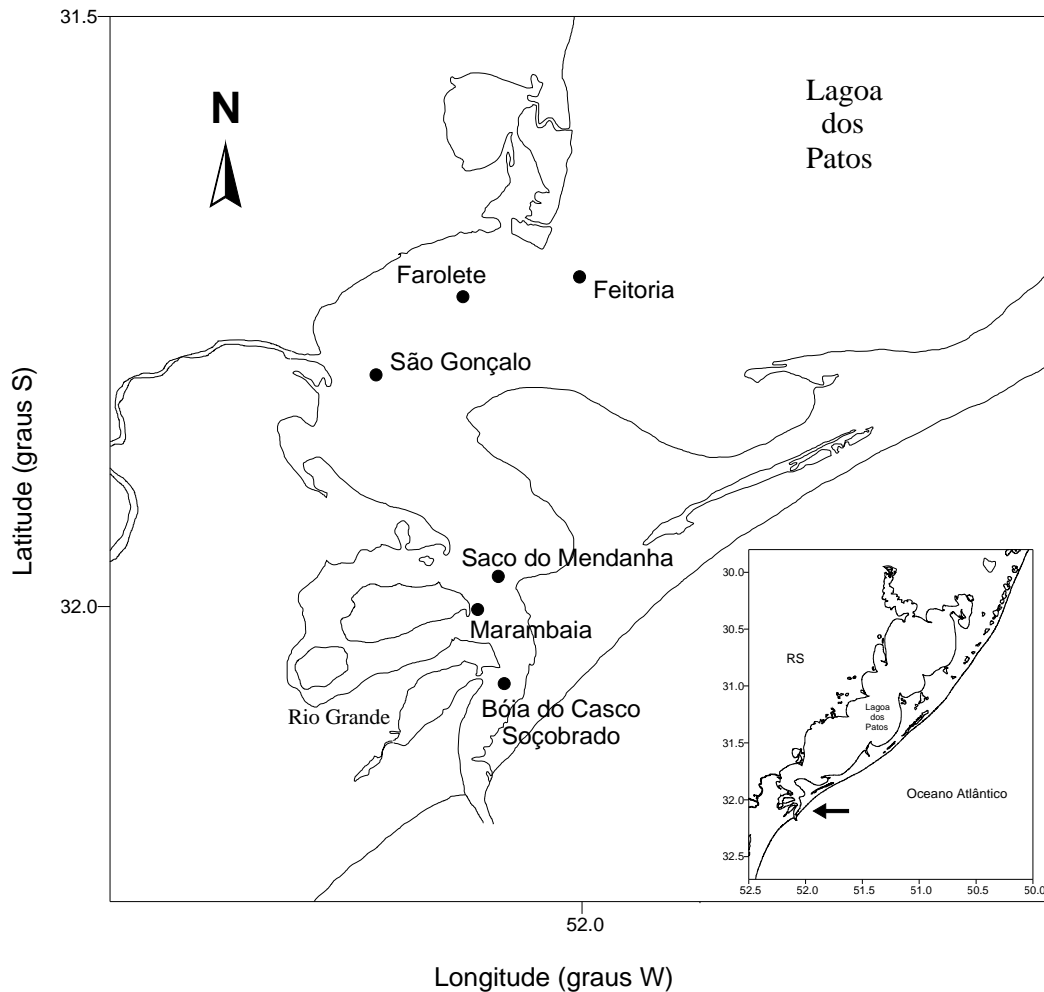 31.5
N
Lagoa
dos
Patos
Farolete
Feitoria
São Gonçalo
Latitude (graus S)
Saco do Mendanha
32.0
Marambaia
Rio Grande
Bóia do Casco
Soçobrado
30.0
30.5
RS
31.0
Lagoa
dos
Patos
31.5
Oceano Atlântico
32.0
32.5
52.5 52.0 51.5 51.0 50.5 50.0
52.0
Longitude (graus W)